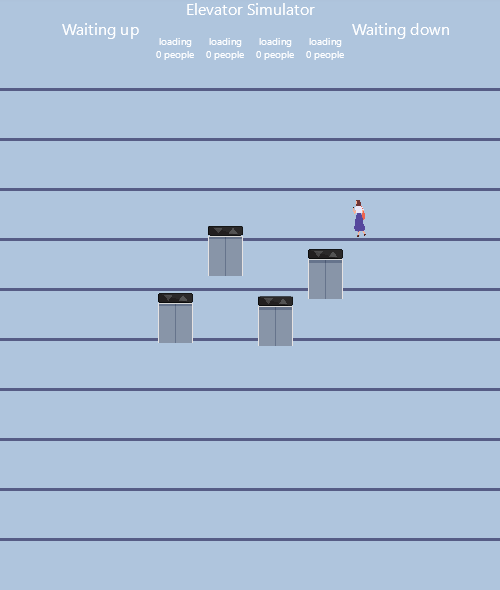 Elevator Simulator
Waiting up
Waiting down
loading loading loading loading
0 people 0 people 0 people 0 people